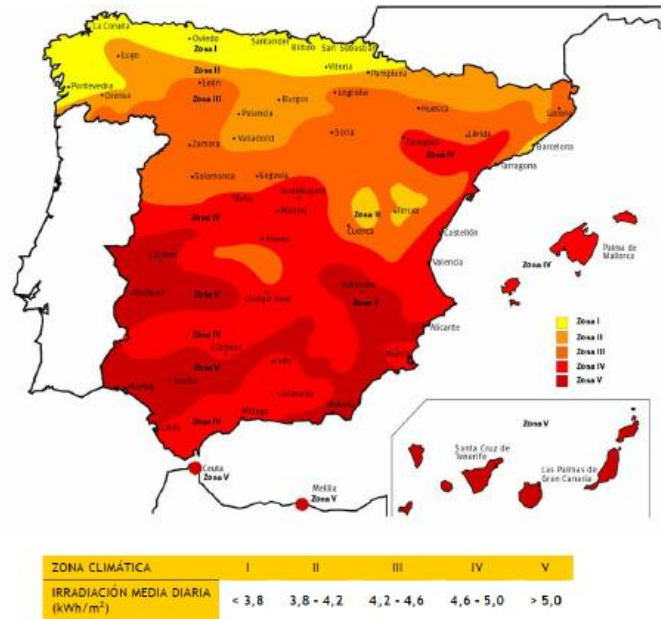 La Coruña
Oviedo
Santander
Bilbao
San Sebastián
Zona I
Lugo
Vitoria
Zona II
Pamplona
Pontevedra
León
Orense
Zona III
Burgos
Logroño
Huesca
Gerona
Palencia
Zamora
Valladolid
Soria
Zaragoza
Lérida
Barcelona
Zona IV
Tarragona
Salamanca
Segovia
Ávila
Guadalajara
Zona IV
Madrid
Zona II
Teruel
Cuenca
Castellón
Palma de
Mallorca
Zona IV
Toledo
Cáceres
Valencia
Badajoz
Zona V
Ciudad Real
Albacete
Zona V
Alicante
Zona IV
Córdoba
Murcia
Zona V
Jaén
Huelva
Sevilla
Granada
Almería
Málaga
Cádiz
Zona IV
Zona I
Zona II
Zona III
Zona IV
Zona V
Ceuta
Zona V
Melilla
Zona V
Zona V
Santa Cruz de
Tenerife
Las Palmas de
Gran Canaria
ZONA CLIMÁTICA I II III IV V
IRRADIACIÓN MEDIA DIARIA
(kWh/m²) < 3,8 3,8 - 4,2 4,2 - 4,6 4,6 - 5,0 > 5,0